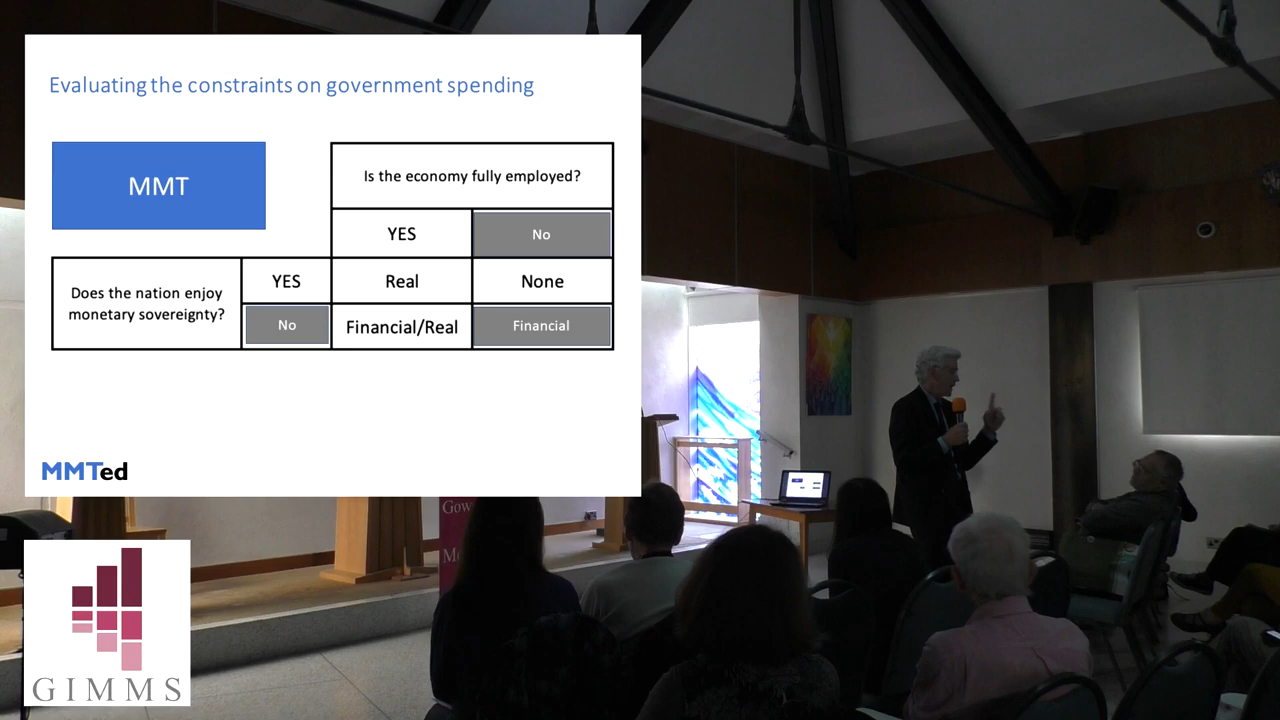 Evaluating the constraints on government spending
MMT
Is the economy fully employed?
YES
No
Does the nation enjoy
monetary sovereignty?
YES
Real
None
No
Financial/Real
Financial
MMTed
Gow
GIMMS